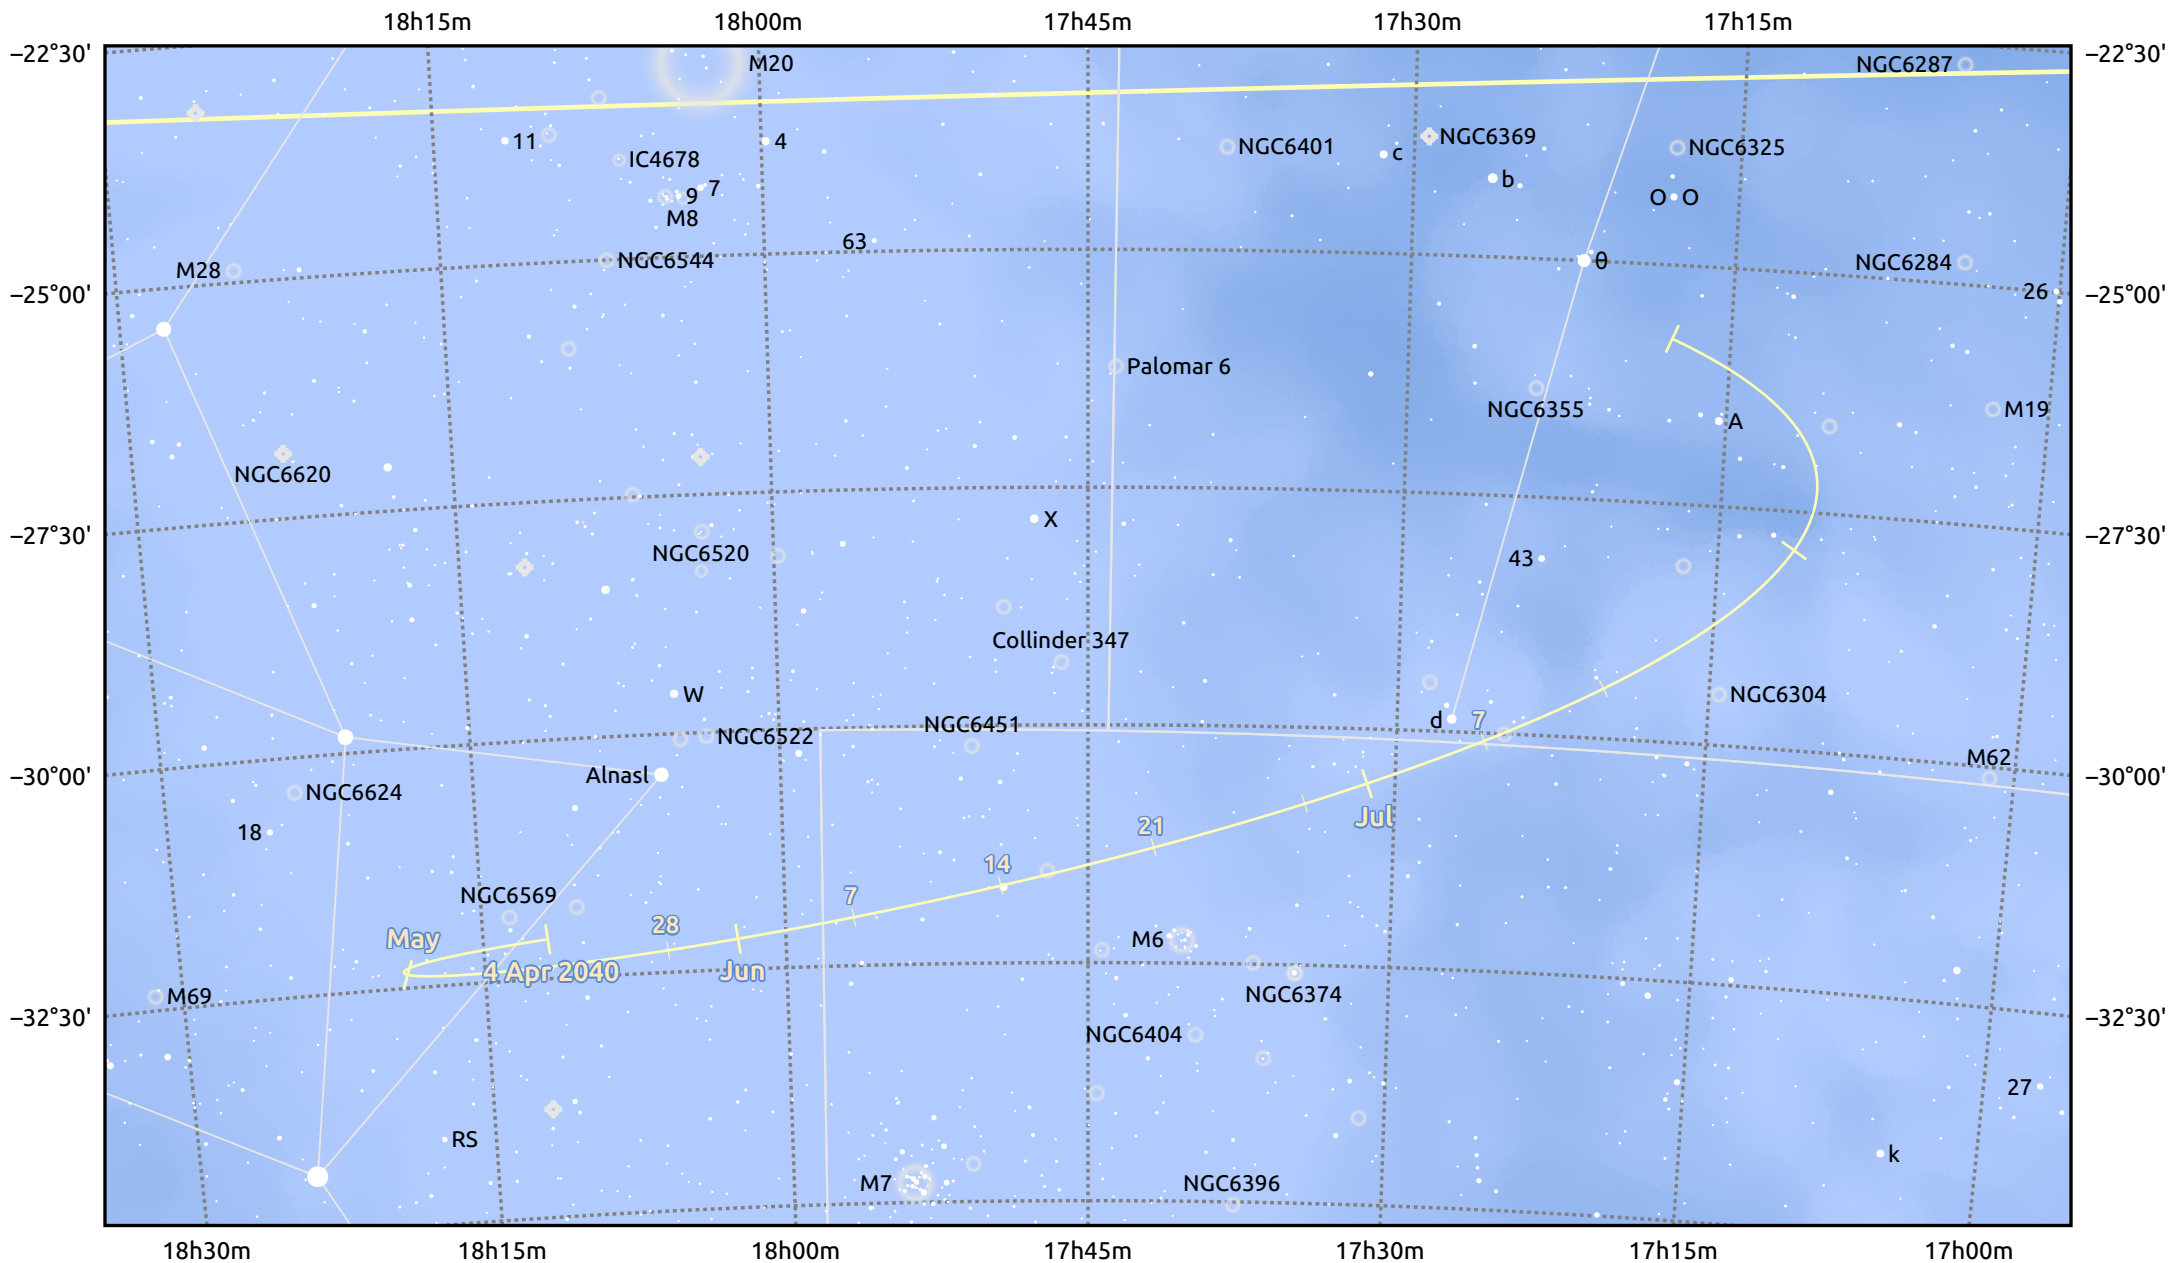 18h15m 18h00m 17h45m 17h30m 17h15m
−22°30' −22°30'
M20 NGC6287
11 4 NGC6401 c NGC6369 NGC6325
IC4678
7 b
9 O O
M8
63
M28 NGC6544 θ NGC6284
−25°00' 26 −25°00'
Palomar 6
NGC6355 M19
A
NGC6620
X
−27°30' −27°30'
NGC6520 43
Collinder 347
W NGC6304
d 7
NGC6522 NGC6451
M62
−30°00' Alnasl −30°00'
NGC6624
Jul
18 21
14
NGC6569 7
28
May M6
4 Apr 2040 Jun
M69 NGC6374
−32°30' −32°30'
NGC6404
27
RS k
M7 NGC6396
18h30m 18h15m 18h00m 17h45m 17h30m 17h15m 17h00m